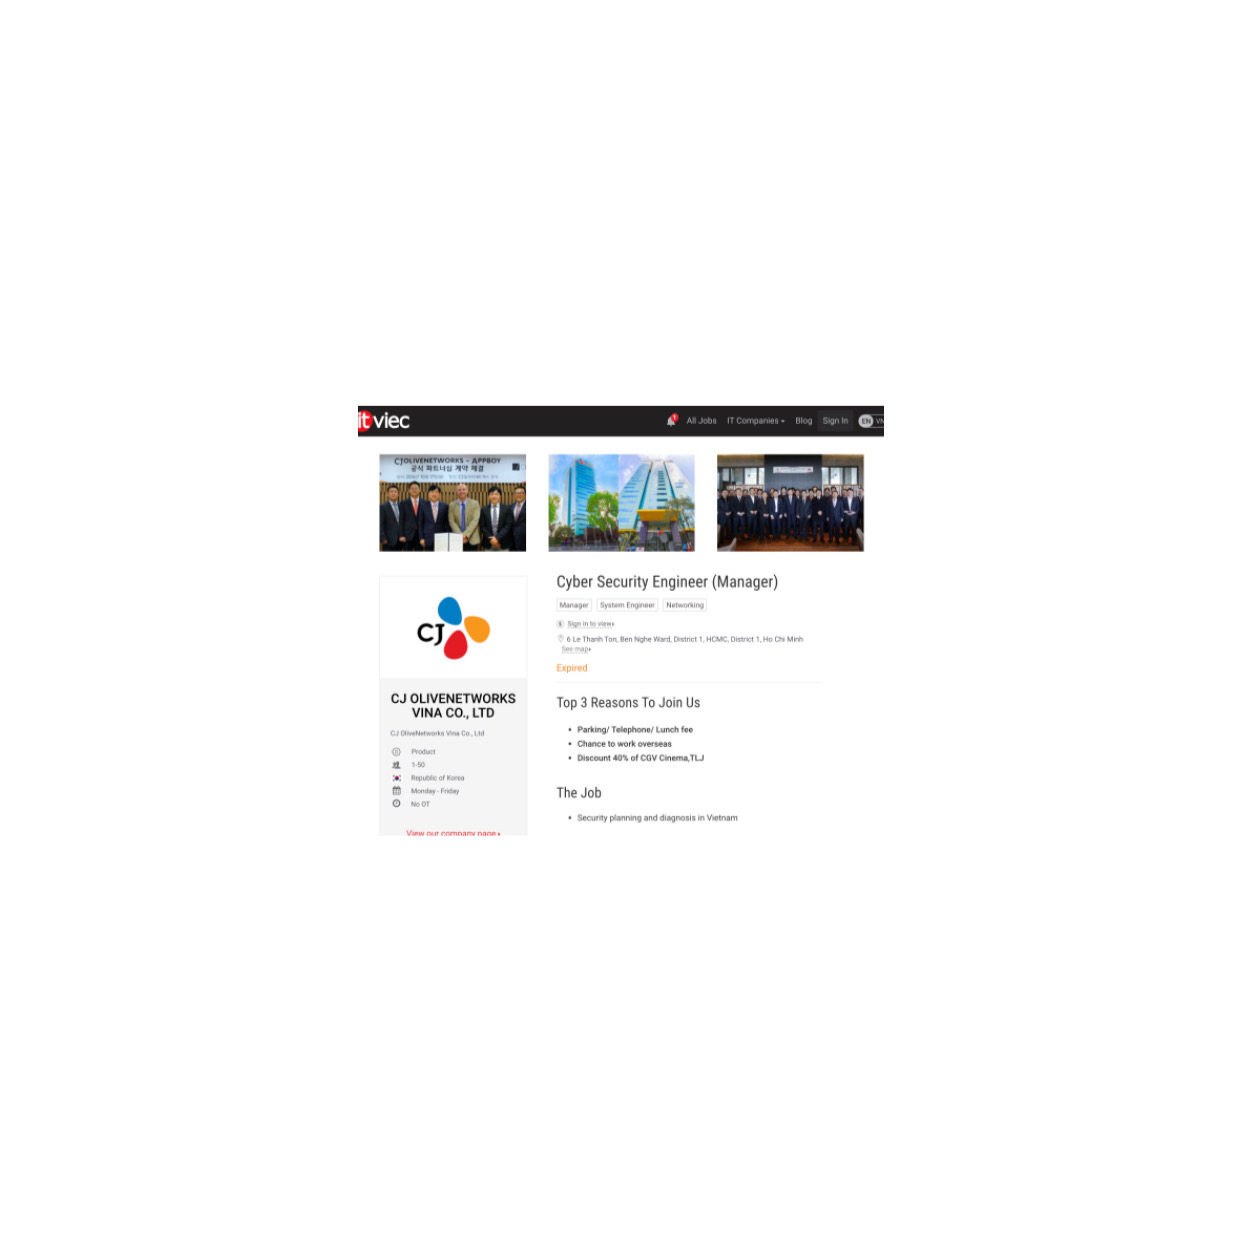 itviec
1
All Jobs
IT Companies
Blog
Sign In
EN
VN
CJ OLIVENETWORKS - APPBOY
공식 파트너십 계약 체결
CJ
CJ OLIVENETWORKS
VINA CO., LTD
CJ OliveNetworks Vina Co., Ltd
Product
1-50
Republic of Korea
Monday - Friday
No OT
View our company page
Cyber Security Engineer (Manager)
Manager
System Engineer
Networking
$ Sign in to view
6 Le Thanh Ton, Ben Nghe Ward, District 1, HCMC, District 1, Ho Chi Minh
See map
Expired
Top 3 Reasons To Join Us
• Parking/ Telephone/ Lunch fee
• Chance to work overseas
• Discount 40% of CGV Cinema,TLJ
The Job
• Security planning and diagnosis in Vietnam